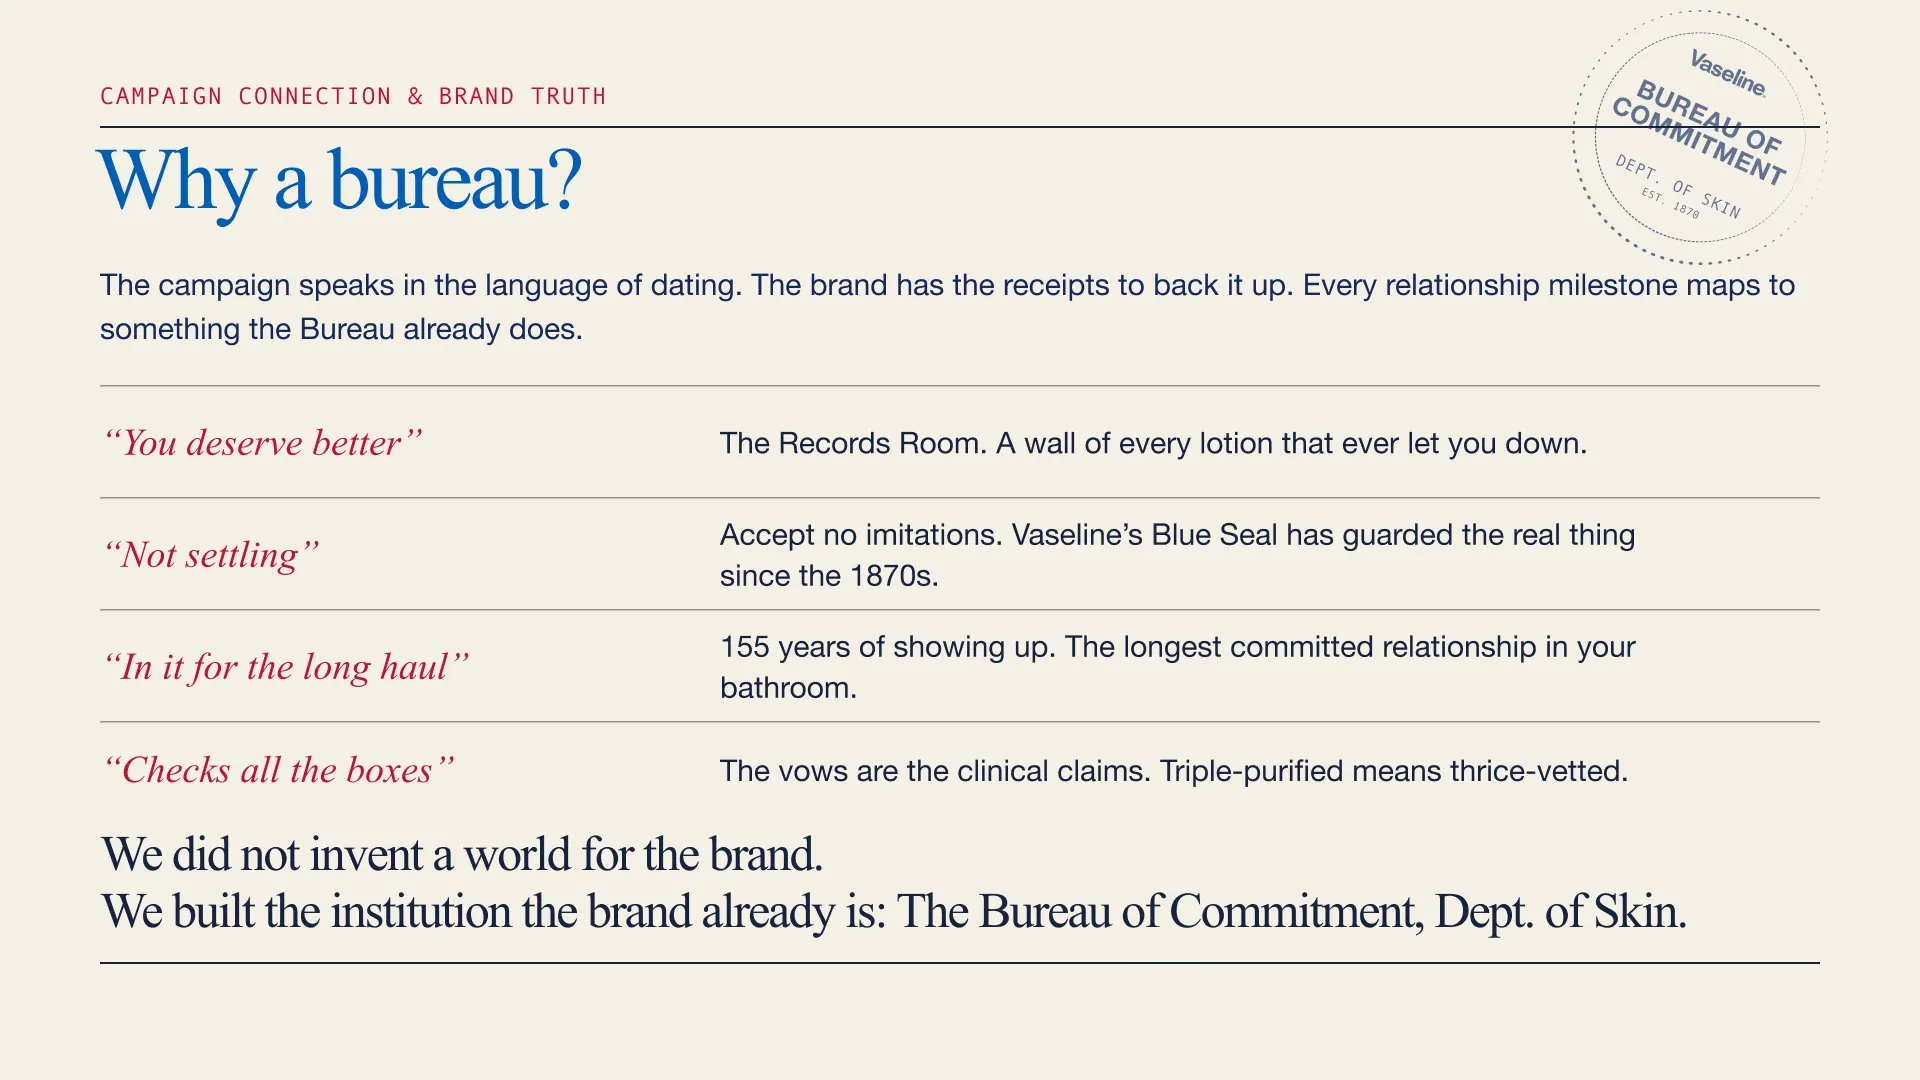 CAMPAIGN CONNECTION & BRAND TRUTH
Vaseline
BUREAU OF
COMMITMENT
DEPT. OF SKIN
EST. 1870
Why a bureau?
The campaign speaks in the language of dating. The brand has the receipts to back it up. Every relationship milestone maps to
something the Bureau already does.
“You deserve better”
The Records Room. A wall of every lotion that ever let you down.
“Not settling”
Accept no imitations. Vaseline’s Blue Seal has guarded the real thing
since the 1870s.
“In it for the long haul”
155 years of showing up. The longest committed relationship in your
bathroom.
“Checks all the boxes”
The vows are the clinical claims. Triple-purified means thrice-vetted.
We did not invent a world for the brand.
We built the institution the brand already is: The Bureau of Commitment, Dept. of Skin.